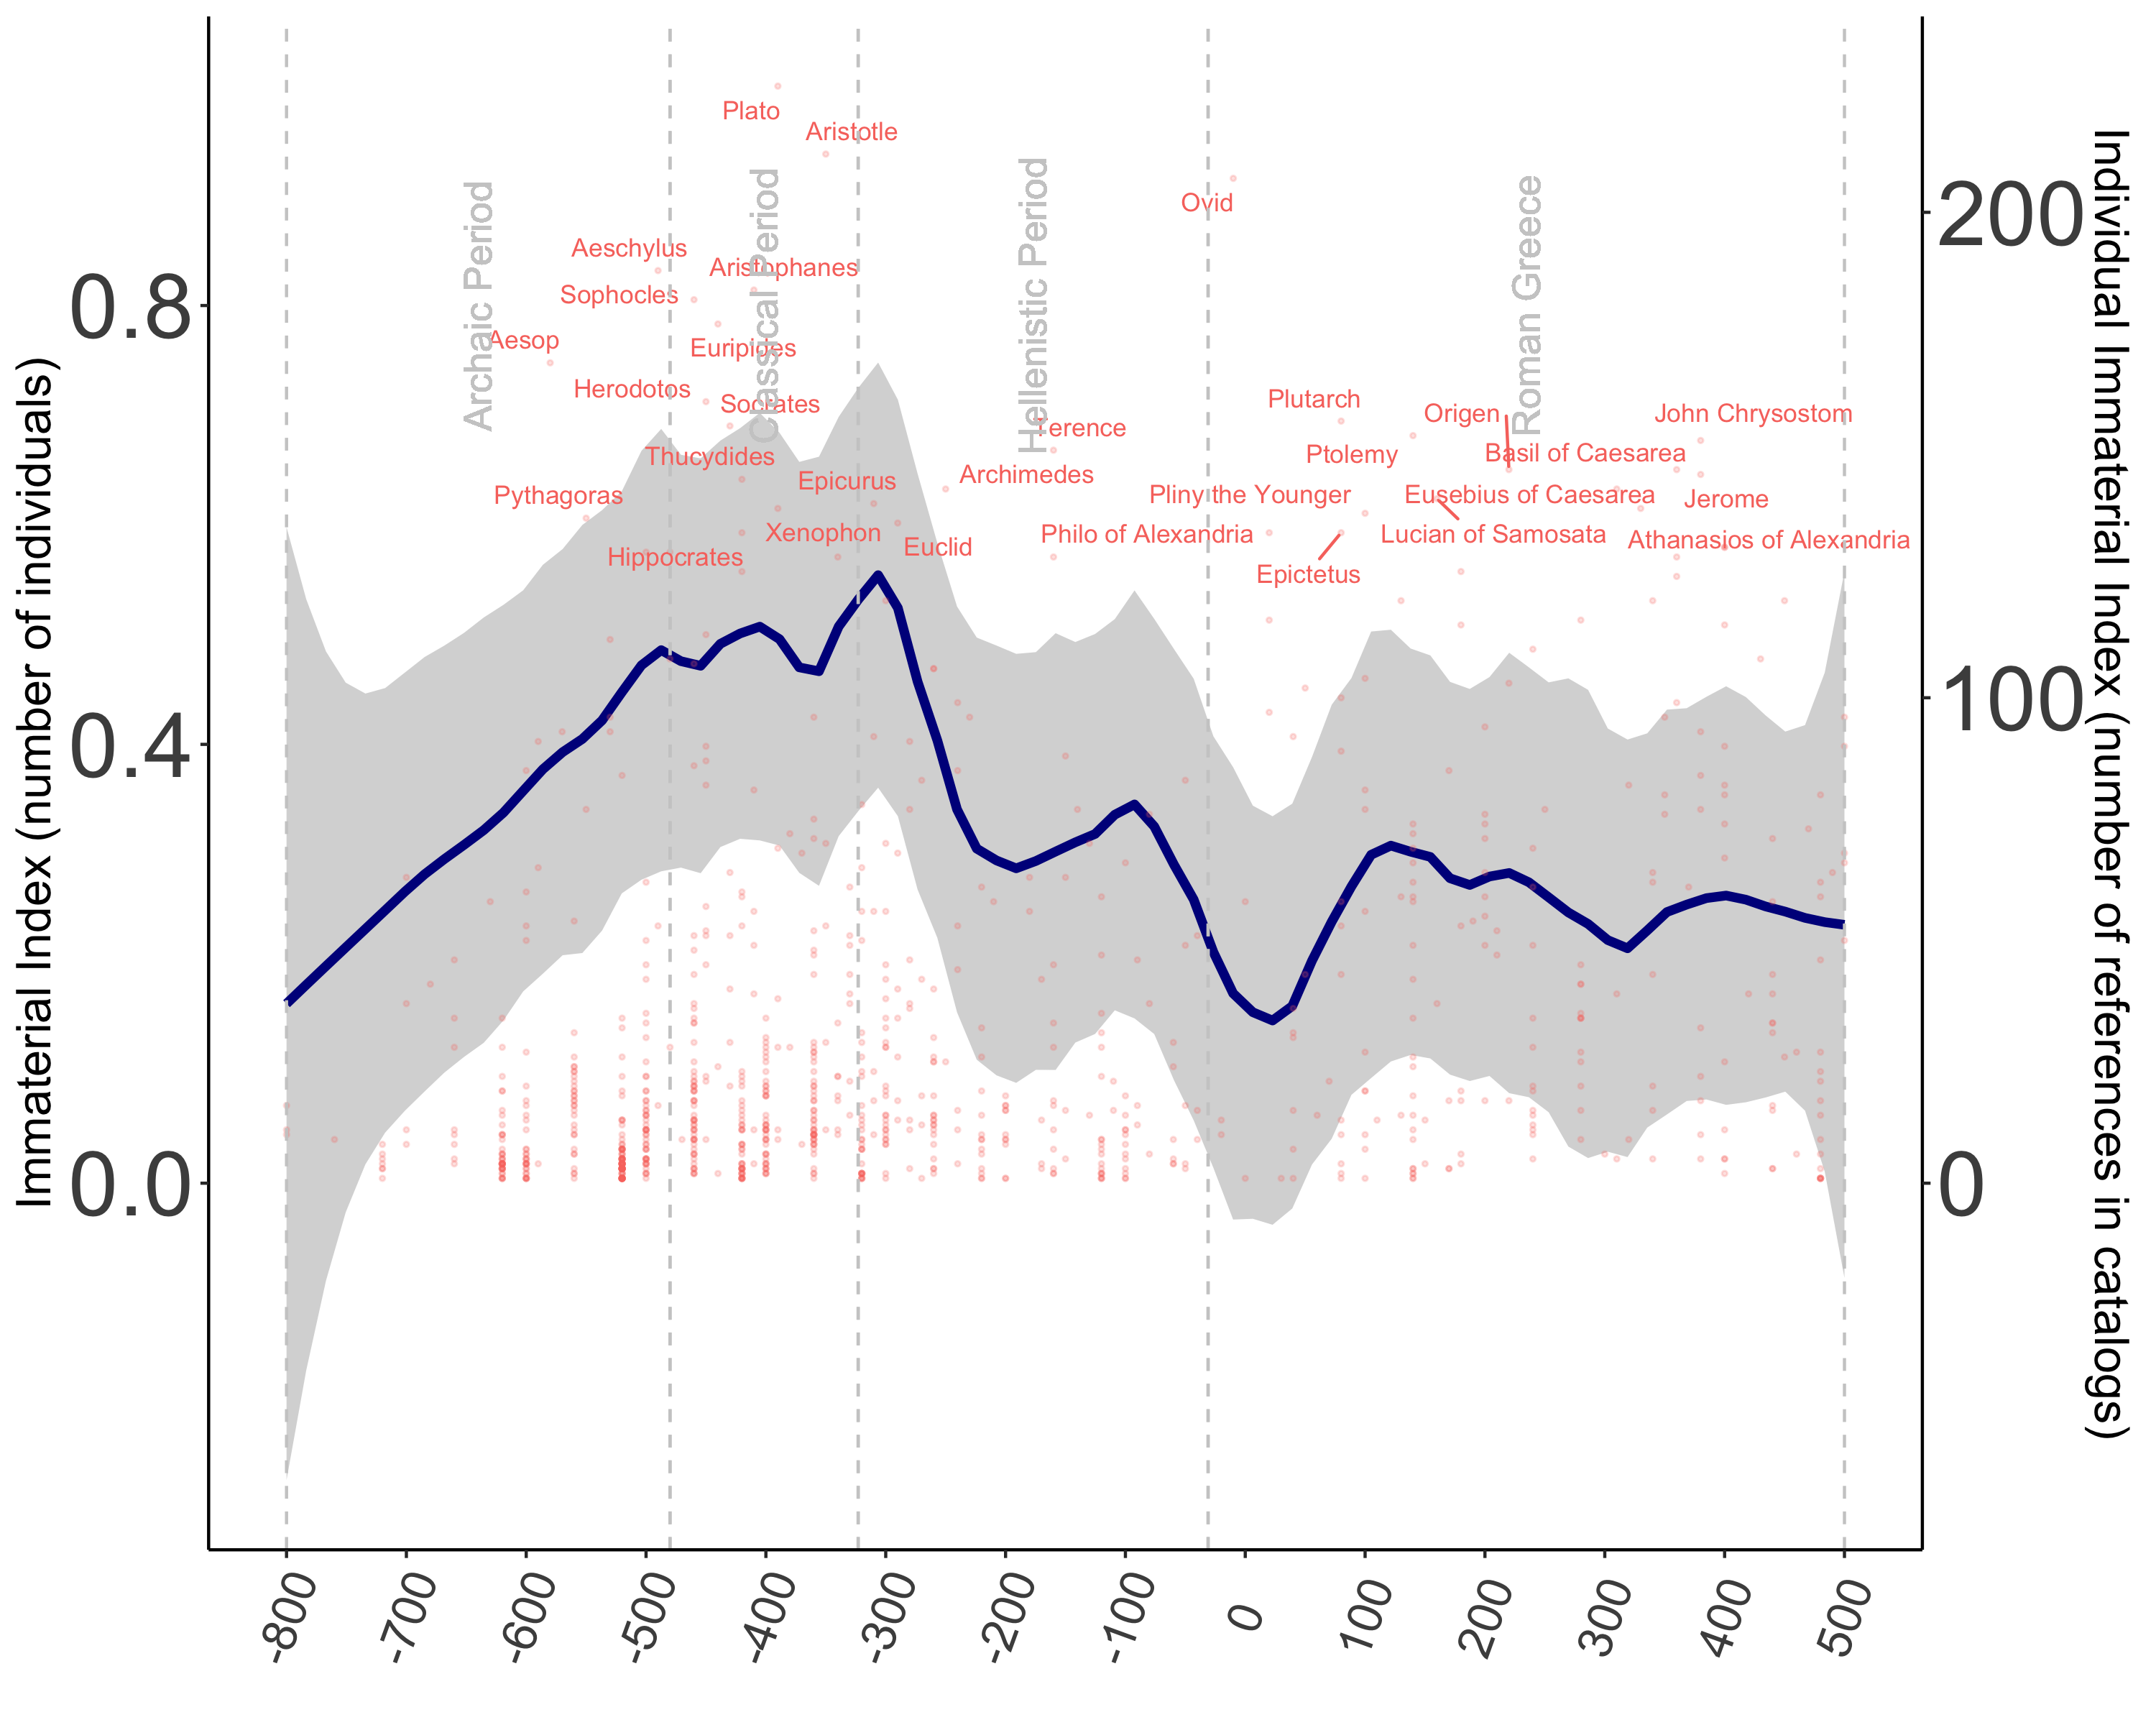 Immaterial Index (number of individuals)
0.8
0.4
0.0
Plato
Aristotle
Ovid
Aeschylus
Aristophanes
Sophocles
Aesop
Euripides
Herodotos
Socrates
Thucydides
Pythagoras
Epicurus
Xenophon
Hippocrates
Euclid
Terence
Archimedes
Philo of Alexandria
Plutarch
Ptolemy
Pliny the Younger
Epictetus
Origen
Basil of Caesarea
Eusebius of Caesarea
Lucian of Samosata
John Chrysostom
Jerome
Athanasios of Alexandria
Archaic Period
Classical Period
Hellenistic Period
Roman Greece
200
100
0
Individual Immaterial Index (number of references in catalogs)
-800
-700
-600
-500
-400
-300
-200
-100
0
100
200
300
400
500